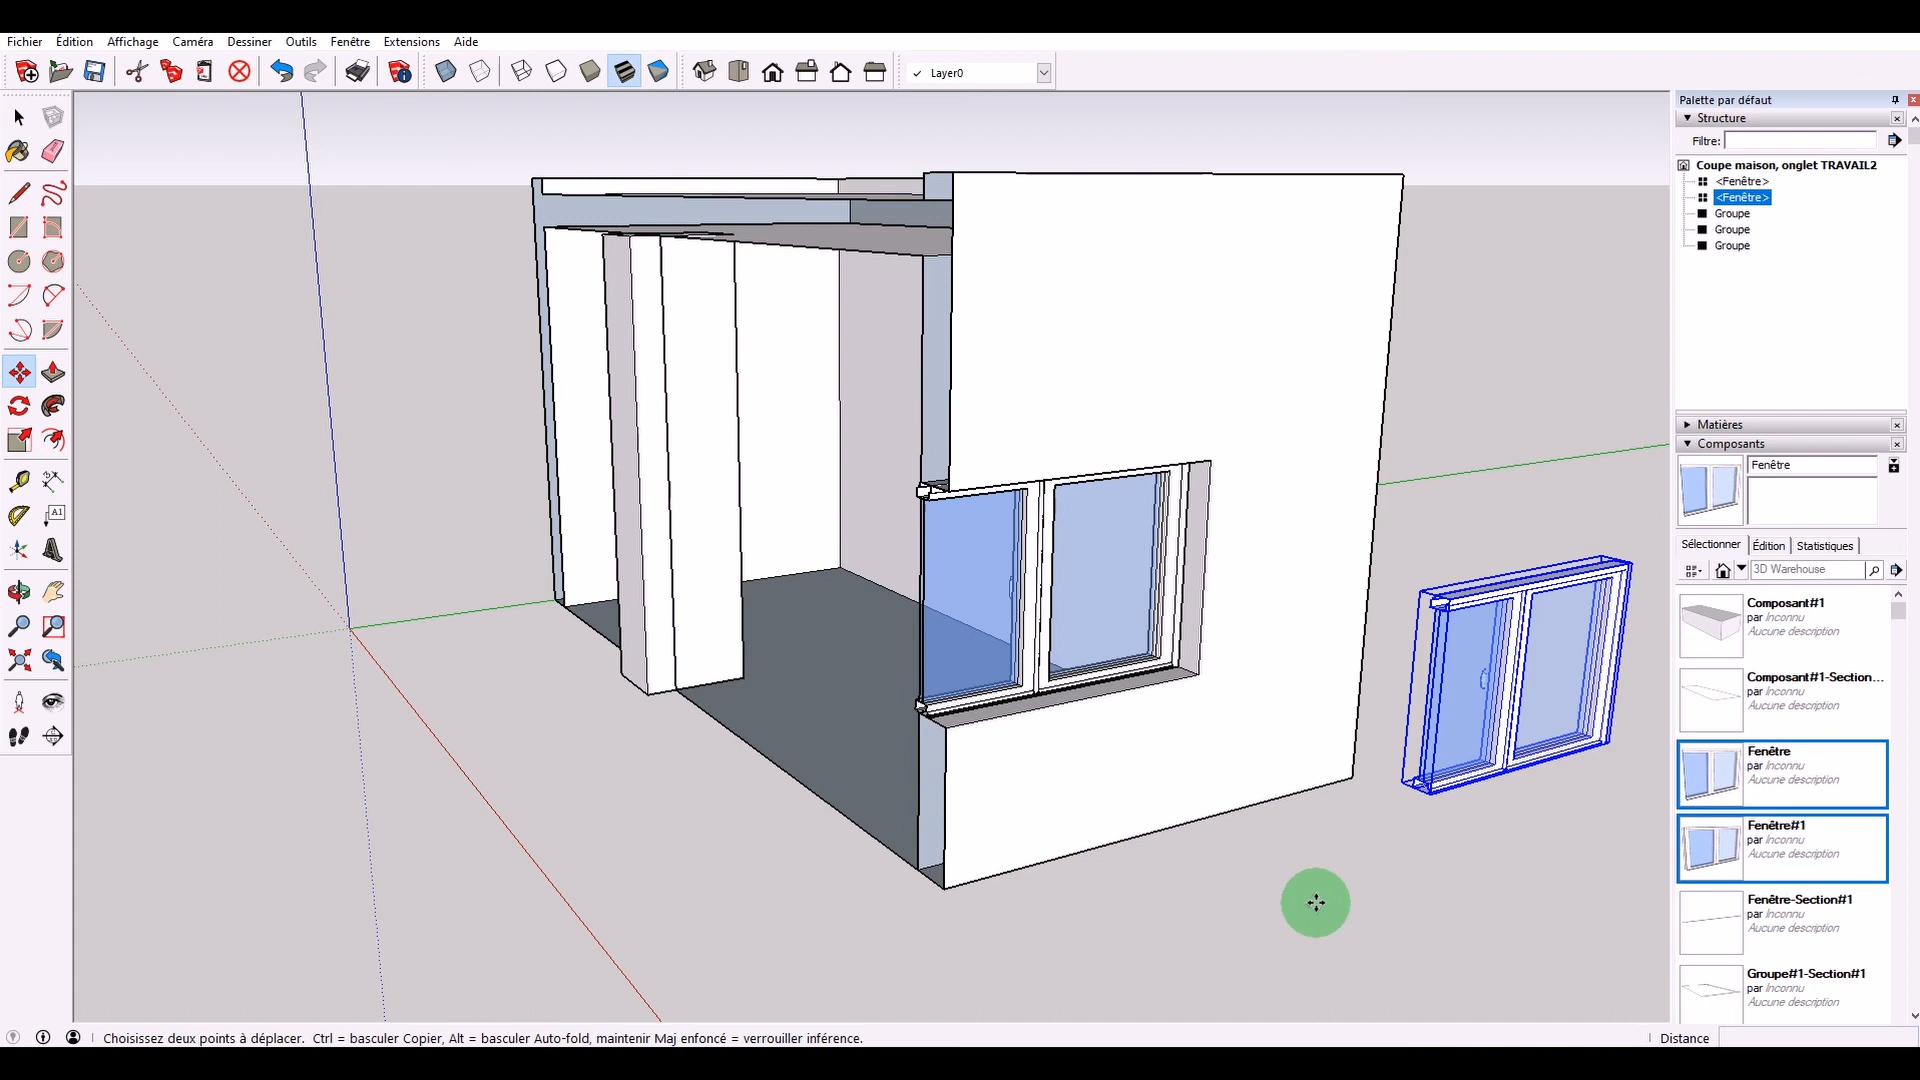 Fichier Édition Affichage Caméra Dessiner Outils Fenêtre Extensions Aide
Layer0
Palette par défaut
Structure
Filtre:
Coupe maison, onglet TRAVAIL2
<Fenêtre>
<Fenêtre>
Groupe
Groupe
Groupe
Matières
Composants
Fenêtre
Sélectionner Édition Statistiques
3D Warehouse
Composant#1
par Inconnu
Aucune description
Composant#1-Section...
par Inconnu
Aucune description
Fenêtre
par Inconnu
Aucune description
Fenêtre#1
par Inconnu
Aucune description
Fenêtre-Section#1
par Inconnu
Aucune description
Groupe#1-Section#1
par Inconnu
Aucune description
A1
Choisissez deux points à déplacer. Ctrl = basculer Copier, Alt = basculer Auto-fold, maintenir Maj enfoncé = verrouiller inférence.
Distance